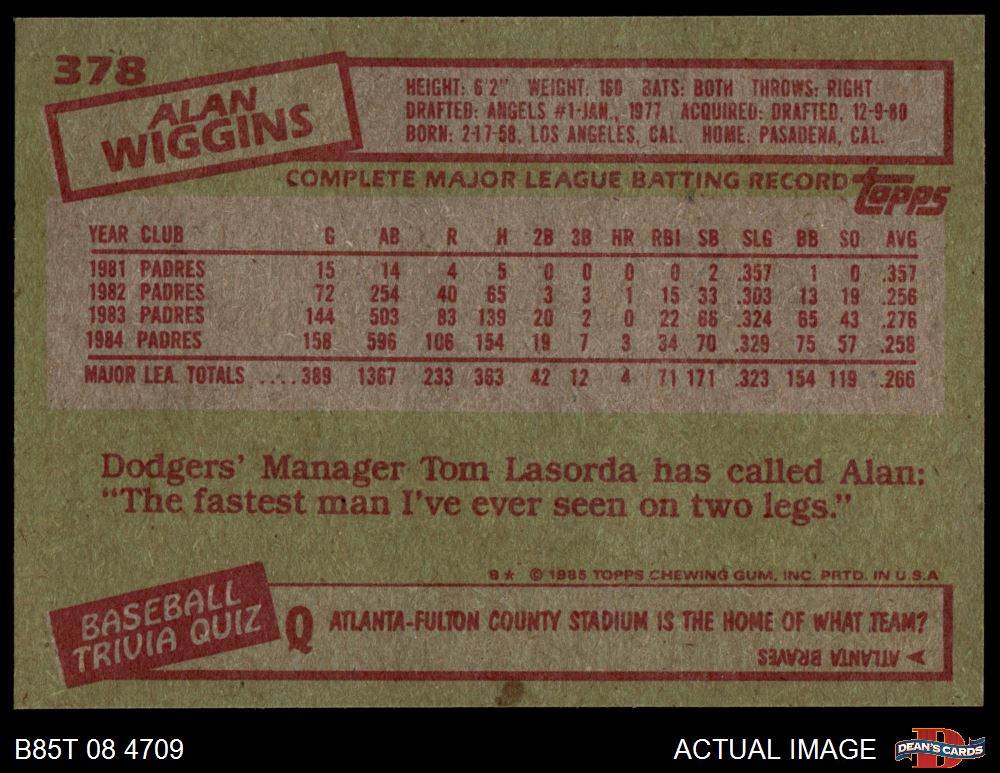 378
ALAN
WIGGINS
HEIGHT: 6'2" WEIGHT: 160 BATS: BOTH THROWS: RIGHT
DRAFTED: ANGELS #1-JAN., 1977 ACQUIRED: DRAFTED, 12-9-80
BORN: 2-17-58, LOS ANGELES, CAL. HOME: PASADENA, CAL.
COMPLETE MAJOR LEAGUE BATTING RECORD topps
YEAR CLUB G AB R H 2B 3B HR RBI SB SLG BB SO AVG
1981 PADRES 15 14 4 5 0 0 0 0 2 .357 1 0 .357
1982 PADRES 72 254 40 65 3 3 1 15 33 .303 13 19 .256
1983 PADRES 144 503 83 139 20 2 0 22 66 .324 65 43 .276
1984 PADRES 158 596 106 154 19 7 3 34 70 .329 75 57 .258
MAJOR LEA. TOTALS ....389 1367 233 363 42 12 4 71 171 .323 154 119 .266
Dodgers' Manager Tom Lasorda has called Alan:
"The fastest man I've ever seen on two legs."
9★ © 1985 TOPPS CHEWING GUM, INC. PRTD. IN U.S.A
BASEBALL
TRIVIA QUIZ
Q ATLANTA-FULTON COUNTY STADIUM IS THE HOME OF WHAT TEAM?
ATLANTA BRAVES
B85T 08 4709 ACTUAL IMAGE DEAN'S CARDS